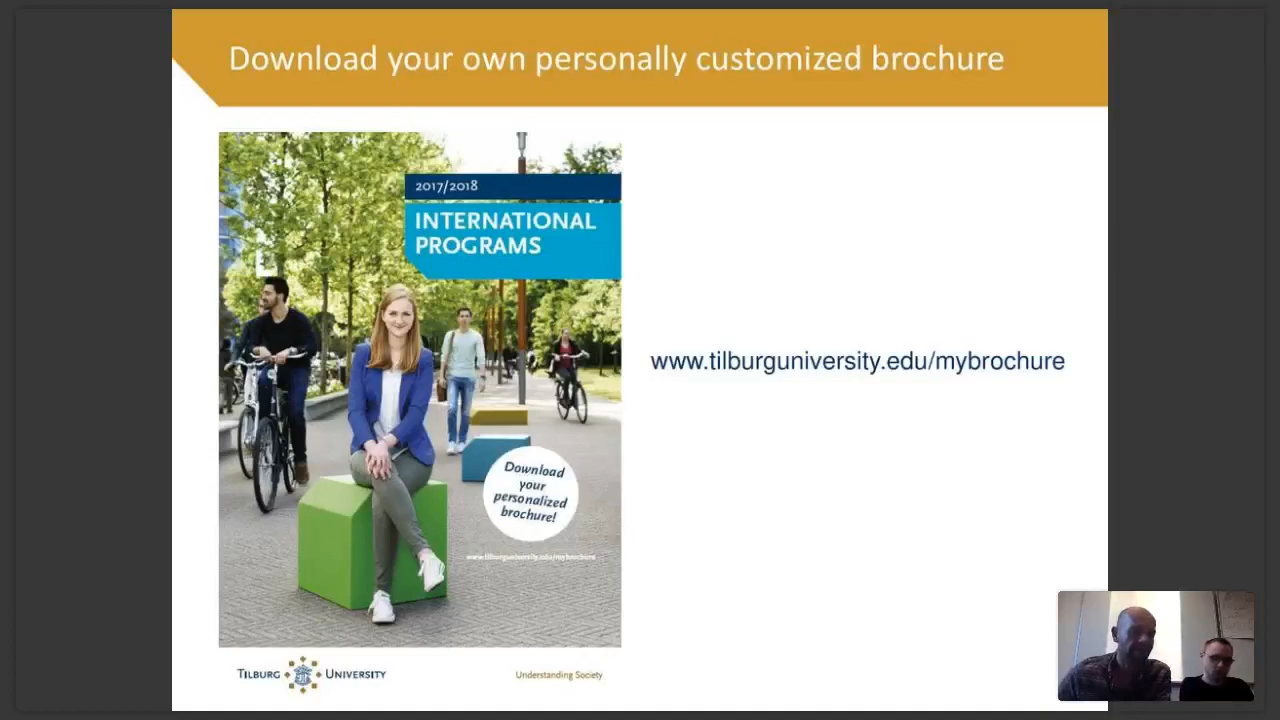 Download your own personally customized brochure
2017/2018
INTERNATIONAL
PROGRAMS
www.tilburguniversity.edu/mybrochure
Download
your
personalized
brochure!
www.tilburguniversity.edu/mybrochure
TILBURG UNIVERSITY
Understanding Society